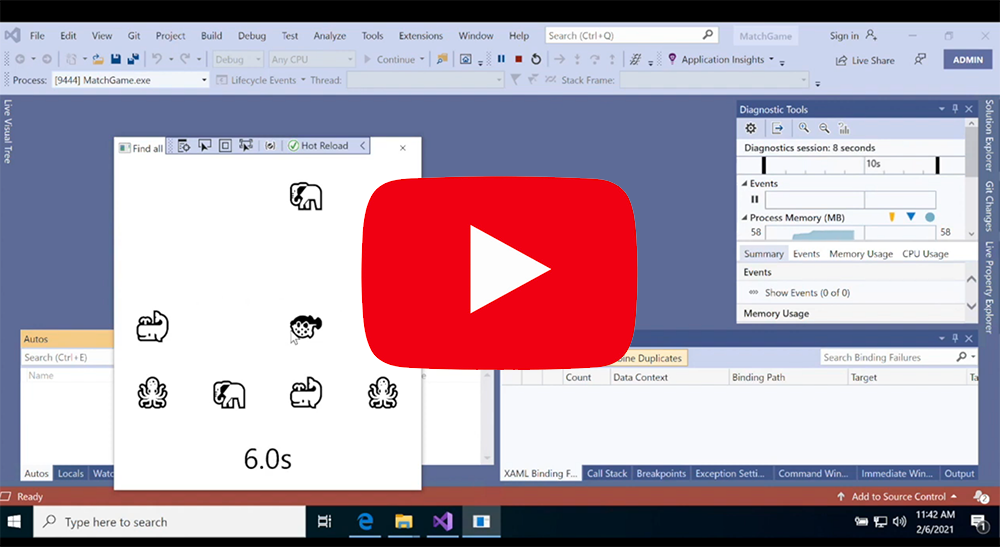 File Edit View Git Project Build Debug Test Analyze Tools Extensions Window Help Search (Ctrl+Q) MatchGame Sign in
Debug Any CPU Continue Application Insights Live Share ADMIN
Process: [9444] MatchGame.exe Lifecycle Events Thread: Stack Frame:
Live Visual Tree
Find all Hot Reload
Diagnostic Tools
Diagnostics session: 8 seconds
10s
Events
Process Memory (MB)
58 58
Summary Events Memory Usage CPU Usage
Events
Show Events (0 of 0)
Memory Usage
Solution Explorer
Git Changes
Live Property Explorer
Autos
Search (Ctrl+E)
Name
6.0s
Autos Locals
Duplicates Search Binding Failures
Count Data Context Binding Path Target Ta
XAML Binding F... Call Stack Breakpoints Exception Setti... Command Win... Immediate Win... Output
Ready Add to Source Control 2
Type here to search 11:42 AM
2/6/2021
1